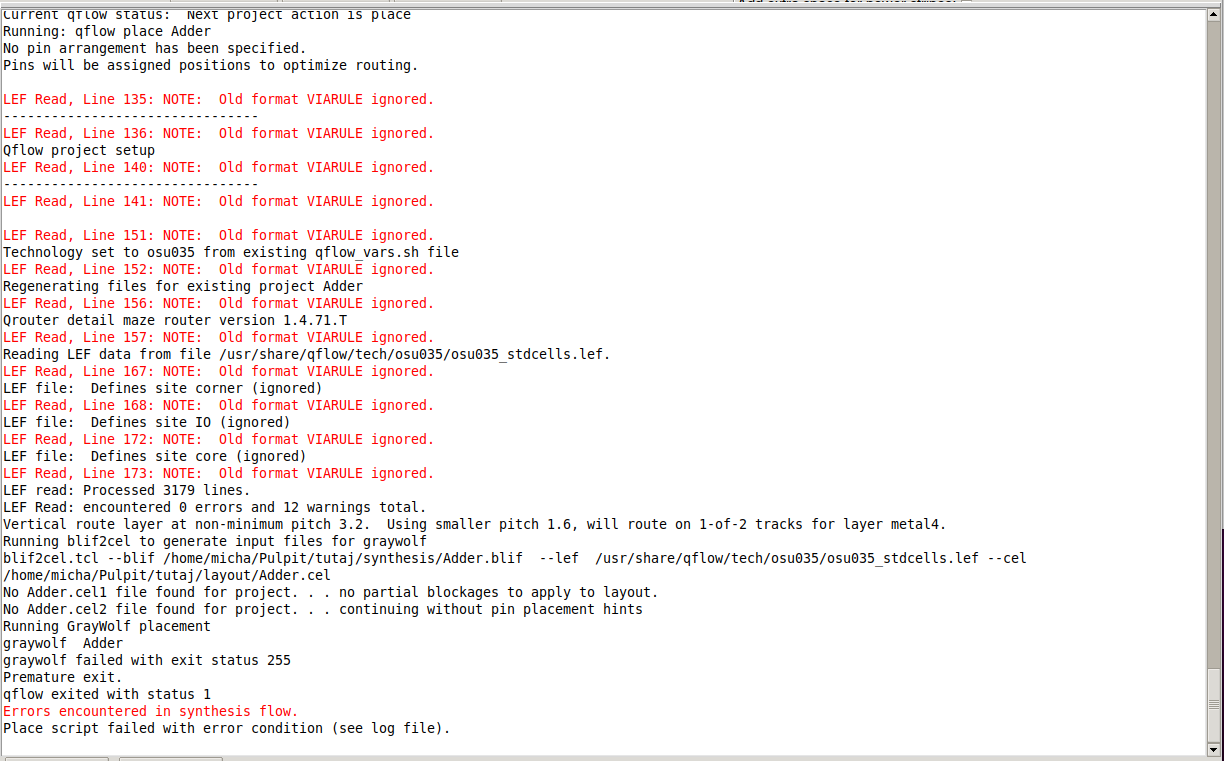 Current qflow status:  Next project action is place
Running: qflow place Adder
No pin arrangement has been specified.
Pins will be assigned positions to optimize routing.
LEF Read, Line 135: NOTE:  Old format VIARULE ignored.
--------------------------------
LEF Read, Line 136: NOTE:  Old format VIARULE ignored.
Qflow project setup
LEF Read, Line 140: NOTE:  Old format VIARULE ignored.
--------------------------------
LEF Read, Line 141: NOTE:  Old format VIARULE ignored.
LEF Read, Line 151: NOTE:  Old format VIARULE ignored.
Technology set to osu035 from existing qflow_vars.sh file
LEF Read, Line 152: NOTE:  Old format VIARULE ignored.
Regenerating files for existing project Adder
LEF Read, Line 156: NOTE:  Old format VIARULE ignored.
Qrouter detail maze router version 1.4.71.T
LEF Read, Line 157: NOTE:  Old format VIARULE ignored.
Reading LEF data from file /usr/share/qflow/tech/osu035/osu035_stdcells.lef.
LEF Read, Line 167: NOTE:  Old format VIARULE ignored.
LEF file:  Defines site corner (ignored)
LEF Read, Line 168: NOTE:  Old format VIARULE ignored.
LEF file:  Defines site IO (ignored)
LEF Read, Line 172: NOTE:  Old format VIARULE ignored.
LEF file:  Defines site core (ignored)
LEF Read, Line 173: NOTE:  Old format VIARULE ignored.
LEF read: Processed 3179 lines.
LEF Read: encountered 0 errors and 12 warnings total.
Vertical route layer at non-minimum pitch 3.2.  Using smaller pitch 1.6, will route on 1-of-2 tracks for layer metal4.
Running blif2cel to generate input files for graywolf
blif2cel.tcl --blif /home/micha/Pulpit/tutaj/synthesis/Adder.blif  --lef  /usr/share/qflow/tech/osu035/osu035_stdcells.lef --cel
/home/micha/Pulpit/tutaj/layout/Adder.cel
No Adder.cel1 file found for project. . . no partial blockages to apply to layout.
No Adder.cel2 file found for project. . . continuing without pin placement hints
Running GrayWolf placement
graywolf  Adder
graywolf failed with exit status 255
Premature exit.
qflow exited with status 1
Errors encountered in synthesis flow.
Place script failed with error condition (see log file).